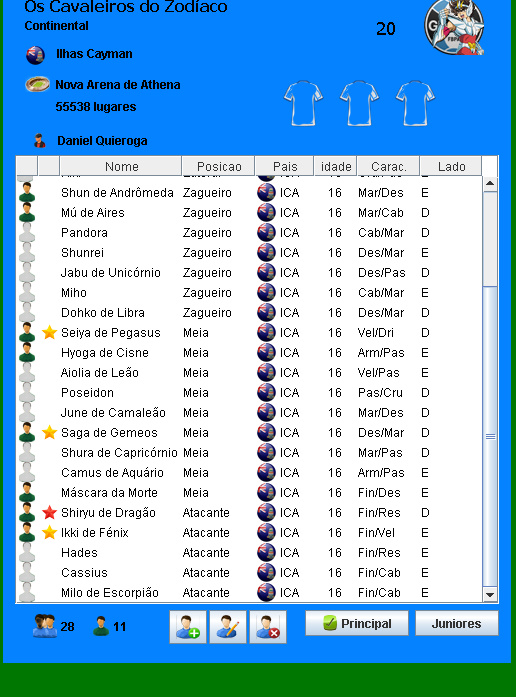 Os Cavaleiros do Zodíaco
Continental
20
Ilhas Cayman
Nova Arena de Athena
55538 lugares
Daniel Quieroga
Nome Posicao Pais idade Carac. Lado
Shun de Andrômeda Zagueiro ICA 16 Mar/Des E
Mú de Aires Zagueiro ICA 16 Mar/Cab D
Pandora Zagueiro ICA 16 Cab/Mar D
Shunrei Zagueiro ICA 16 Des/Mar E
Jabu de Unicórnio Zagueiro ICA 16 Des/Pas D
Miho Zagueiro ICA 16 Cab/Mar E
Dohko de Libra Zagueiro ICA 16 Des/Mar D
Seiya de Pegasus Meia ICA 16 Vel/Dri D
Hyoga de Cisne Meia ICA 16 Arm/Pas E
Aiolia de Leão Meia ICA 16 Vel/Pas E
Poseidon Meia ICA 16 Pas/Cru D
June de Camaleão Meia ICA 16 Mar/Des D
Saga de Gemeos Meia ICA 16 Des/Mar D
Shura de Capricórnio Meia ICA 16 Mar/Pas D
Camus de Aquário Meia ICA 16 Arm/Pas E
Máscara da Morte Meia ICA 16 Fin/Des E
Shiryu de Dragão Atacante ICA 16 Fin/Res D
Ikki de Fénix Atacante ICA 16 Fin/Vel E
Hades Atacante ICA 16 Fin/Res E
Cassius Atacante ICA 16 Fin/Cab E
Milo de Escorpião Atacante ICA 16 Fin/Cab E
28 11 Principal Juniores